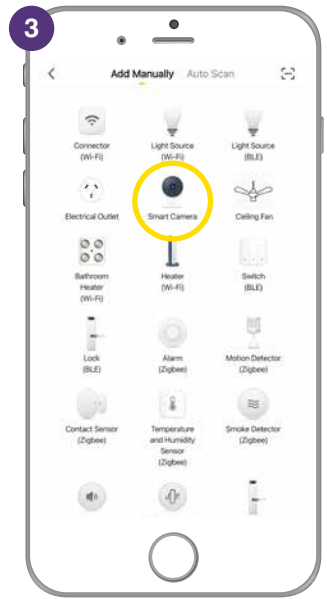 3
Add Manually Auto Scan
Connector
(Wi-Fi)
Light Source
(Wi-Fi)
Light Source
(BLE)
Electrical Outlet
Smart Camera
Ceiling Fan
Bathroom
Heater
(Wi-Fi)
Heater
(Wi-Fi)
Switch
(BLE)
Lock
(BLE)
Alarm
(Zigbee)
Motion Detector
(Zigbee)
Contact Sensor
(Zigbee)
Temperature
and Humidity
Sensor
(Zigbee)
Smoke Detector
(Zigbee)